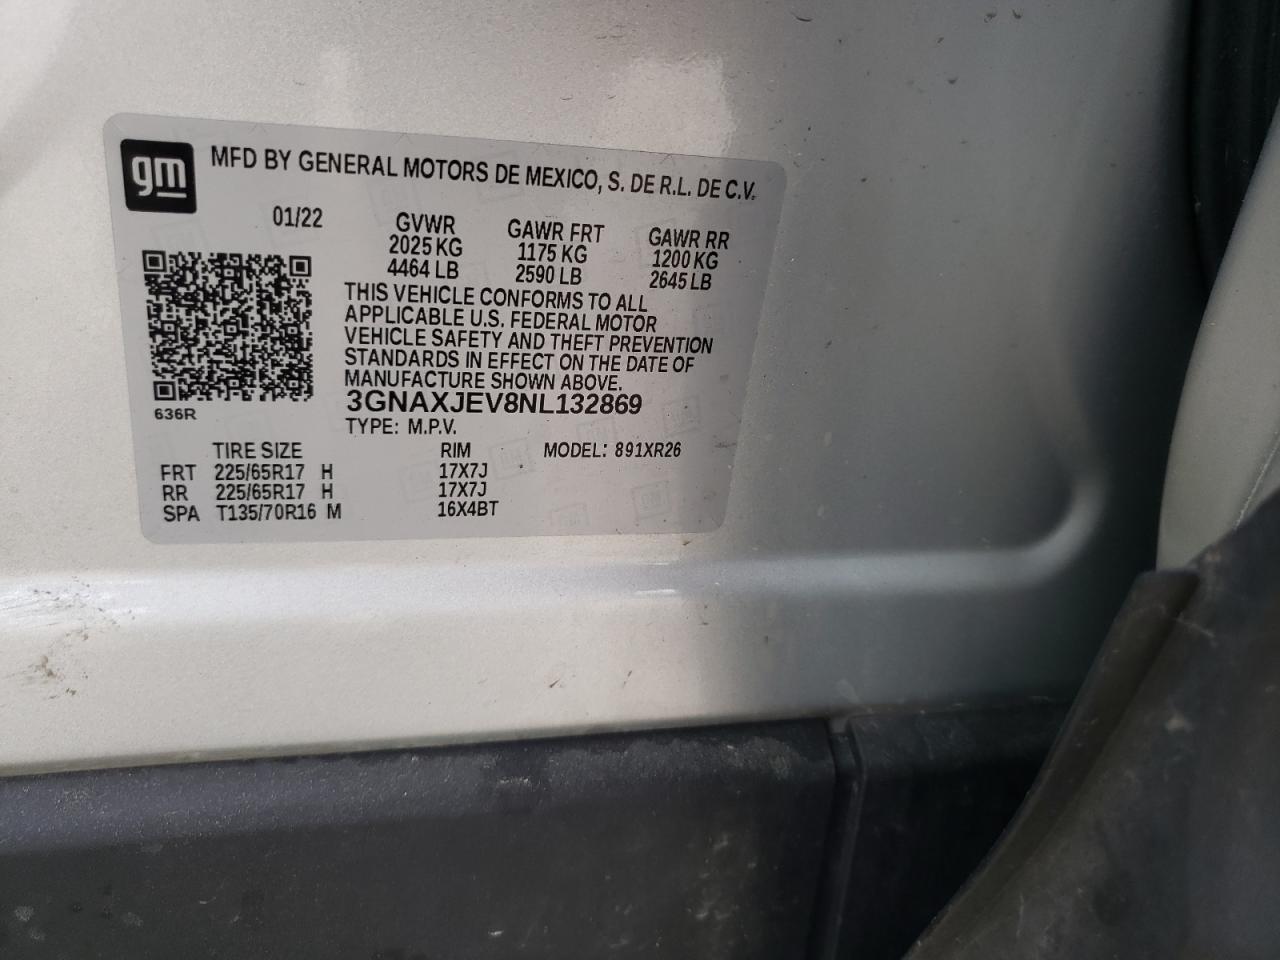 gm MFD BY GENERAL MOTORS DE MEXICO, S. DE R.L. DE C.V.
01/22 GVWR GAWR FRT GAWR RR
2025 KG 1175 KG 1200 KG
4464 LB 2590 LB 2645 LB
THIS VEHICLE CONFORMS TO ALL
APPLICABLE U.S. FEDERAL MOTOR
VEHICLE SAFETY AND THEFT PREVENTION
STANDARDS IN EFFECT ON THE DATE OF
MANUFACTURE SHOWN ABOVE.
636R 3GNAXJEV8NL132869
TYPE: M.P.V.
TIRE SIZE RIM MODEL: 891XR26
FRT 225/65R17 H 17X7J
RR 225/65R17 H 17X7J
SPA T135/70R16 M 16X4BT